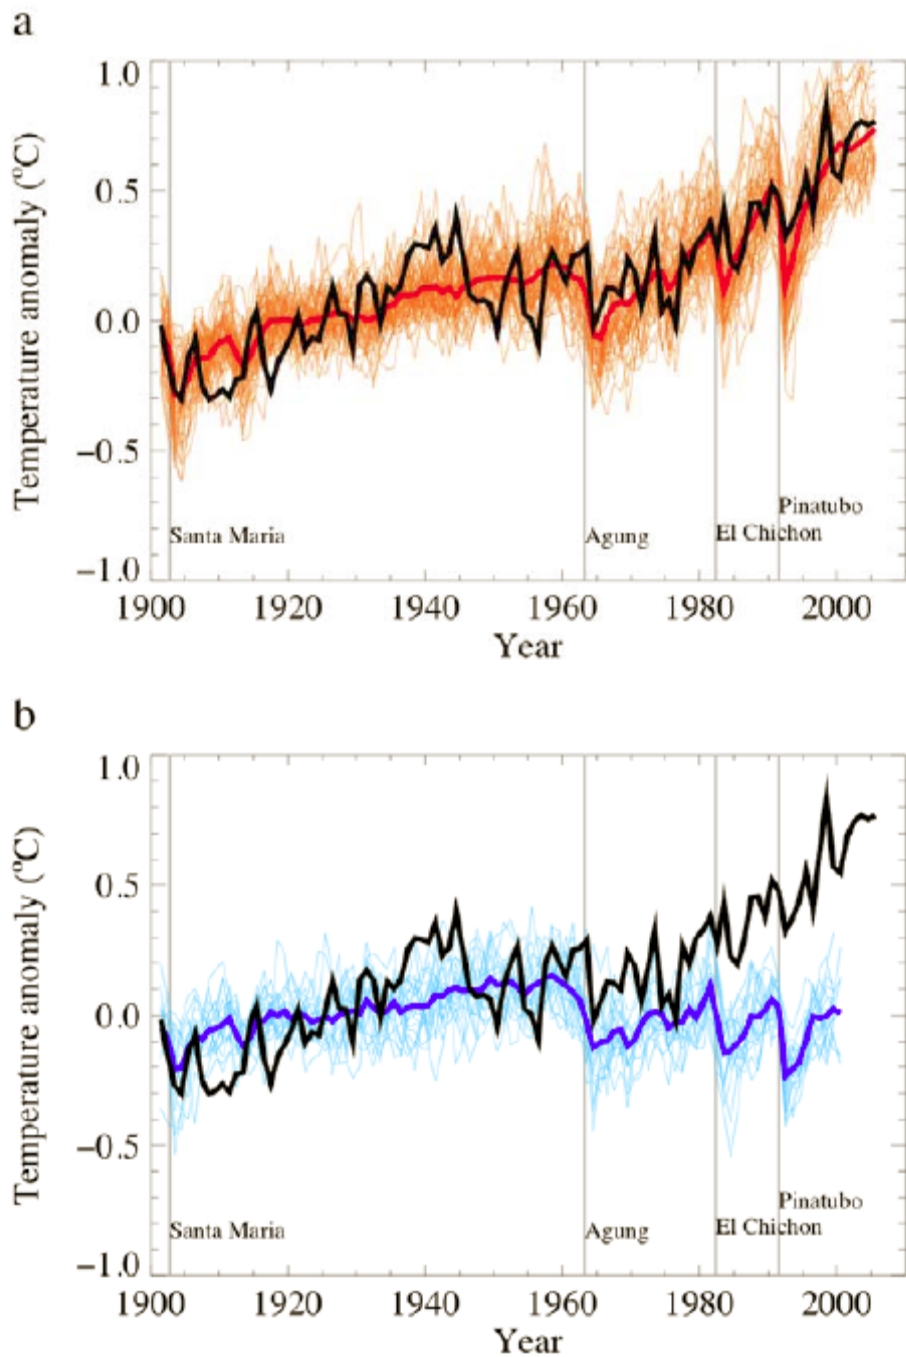 a
Temperature anomaly (ºC)
1.0
0.5
0.0
−0.5
−1.0
Santa Maria
Agung
Pinatubo
El Chichon
1900 1920 1940 1960 1980 2000
Year
b
Temperature anomaly (ºC)
1.0
0.5
0.0
−0.5
−1.0
Santa Maria
Agung
Pinatubo
El Chichon
1900 1920 1940 1960 1980 2000
Year